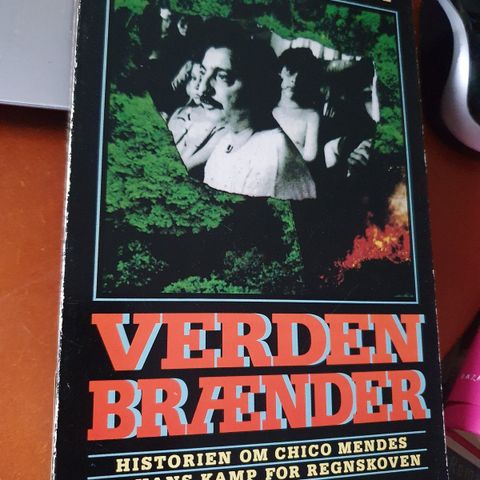 VERDEN
BRÆNDER
HISTORIEN OM CHICO MENDES
HANS KAMP FOR REGNSKOVEN